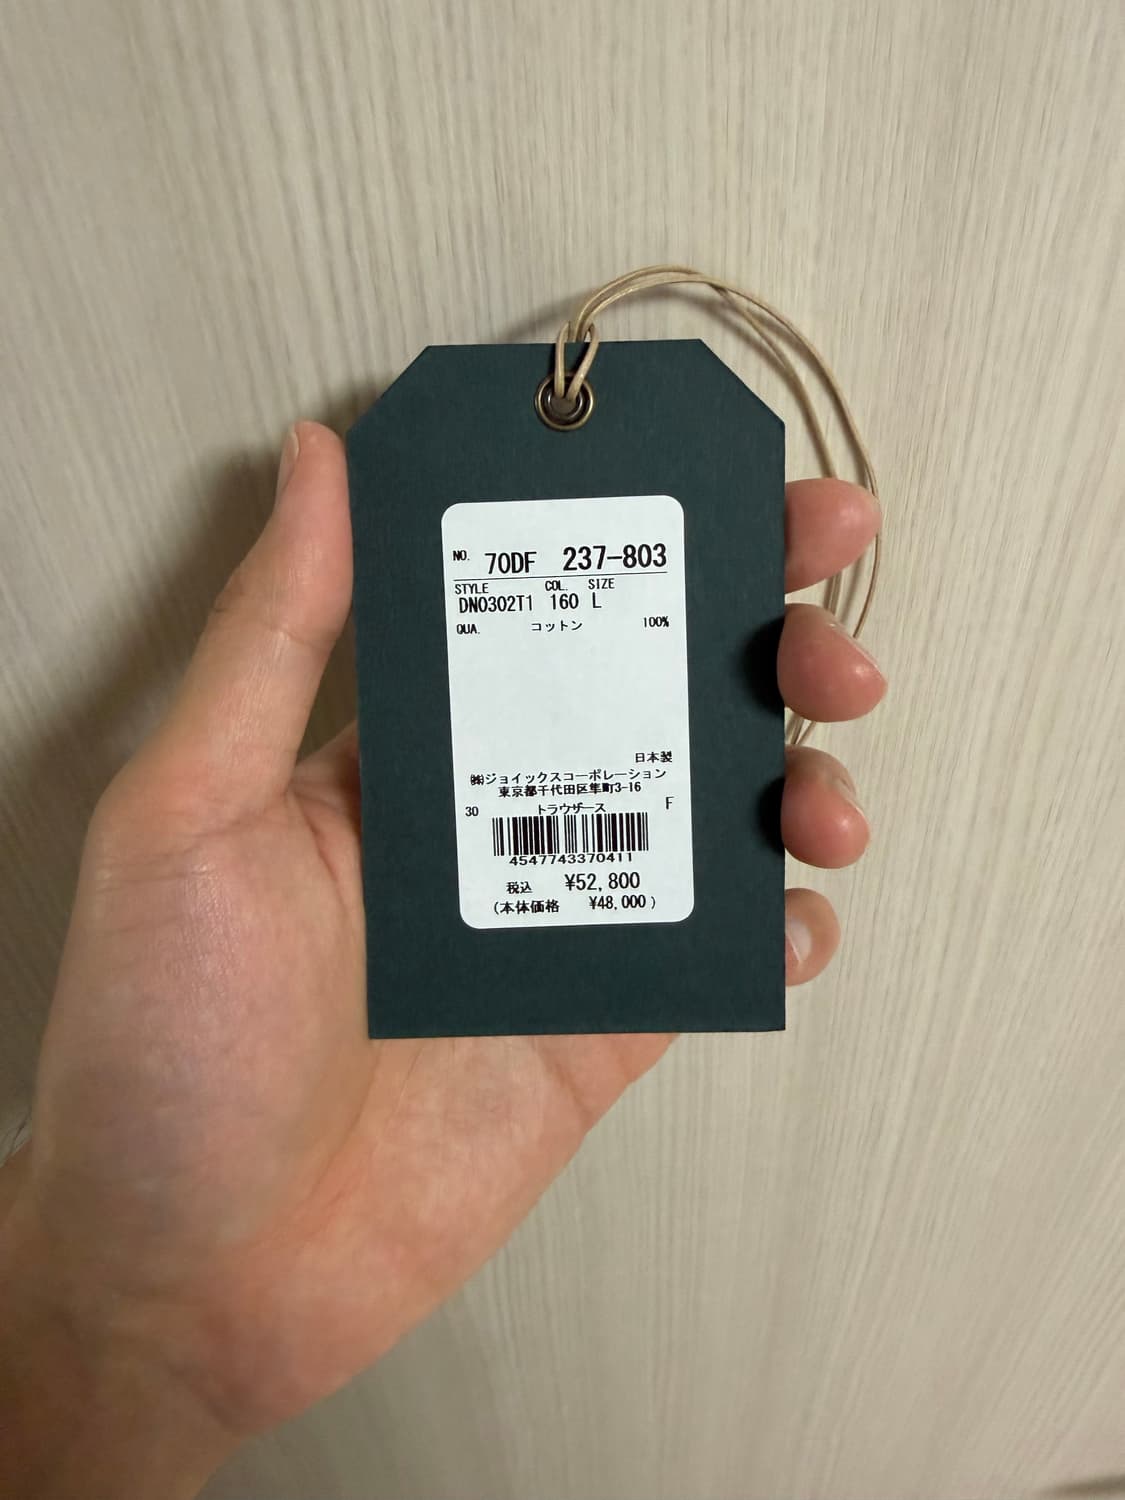 NO. 70DF 237-803
STYLE COL. SIZE
DN0302T1 160 L
QUA. コットン 100%
日本製
㈱ジョイックスコーポレーション
東京都千代田区隼町3-16
30 トラウザース F
4547743370411
税込 ¥52,800
(本体価格 ¥48,000)